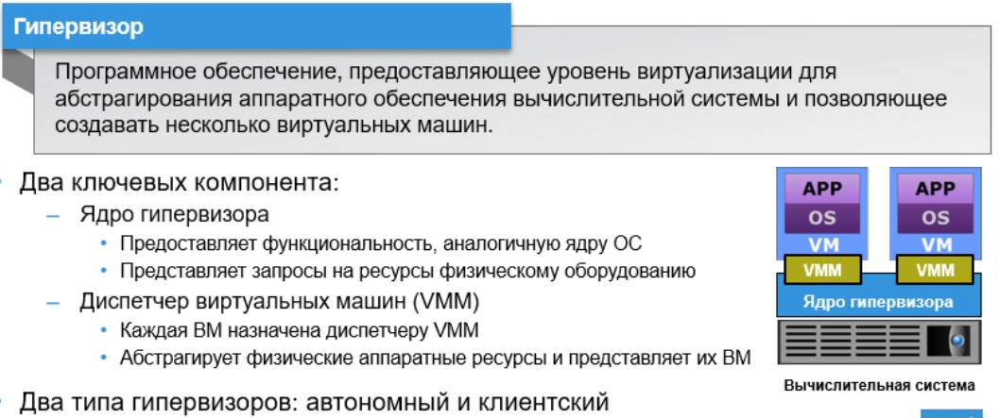 Гипервизор
Программное обеспечение, предоставляющее уровень виртуализации для
абстрагирования аппаратного обеспечения вычислительной системы и позволяющее
создавать несколько виртуальных машин.
• Два ключевых компонента:
– Ядро гипервизора
• Предоставляет функциональность, аналогичную ядру ОС
• Представляет запросы на ресурсы физическому оборудованию
– Диспетчер виртуальных машин (VMM)
• Каждая ВМ назначена диспетчеру VMM
• Абстрагирует физические аппаратные ресурсы и представляет их ВМ
• Два типа гипервизоров: автономный и клиентский
APP APP
OS OS
VM VM
VMM VMM
Ядро гипервизора
Вычислительная система